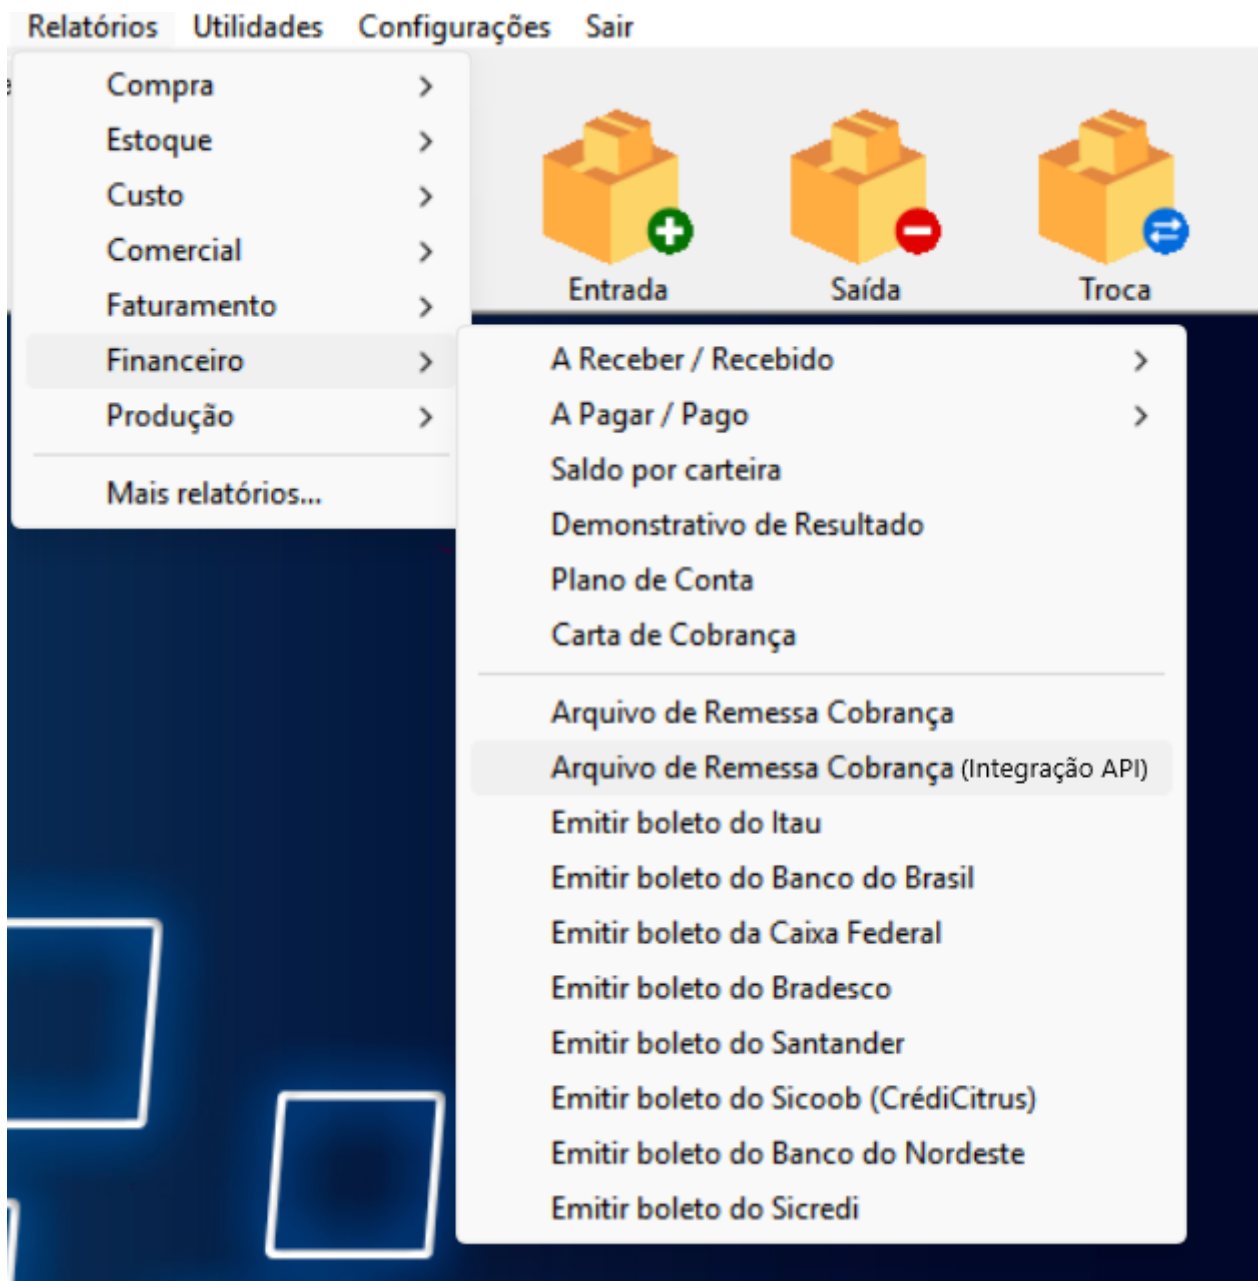 Relatórios Utilidades Configurações Sair
Compra
Estoque
Custo
Comercial
Faturamento
Financeiro
Produção
Mais relatórios...
Entrada Saída Troca
A Receber / Recebido
A Pagar / Pago
Saldo por carteira
Demonstrativo de Resultado
Plano de Conta
Carta de Cobrança
Arquivo de Remessa Cobrança
Arquivo de Remessa Cobrança (Integração API)
Emitir boleto do Itau
Emitir boleto do Banco do Brasil
Emitir boleto da Caixa Federal
Emitir boleto do Bradesco
Emitir boleto do Santander
Emitir boleto do Sicoob (CrédiCitrus)
Emitir boleto do Banco do Nordeste
Emitir boleto do Sicredi